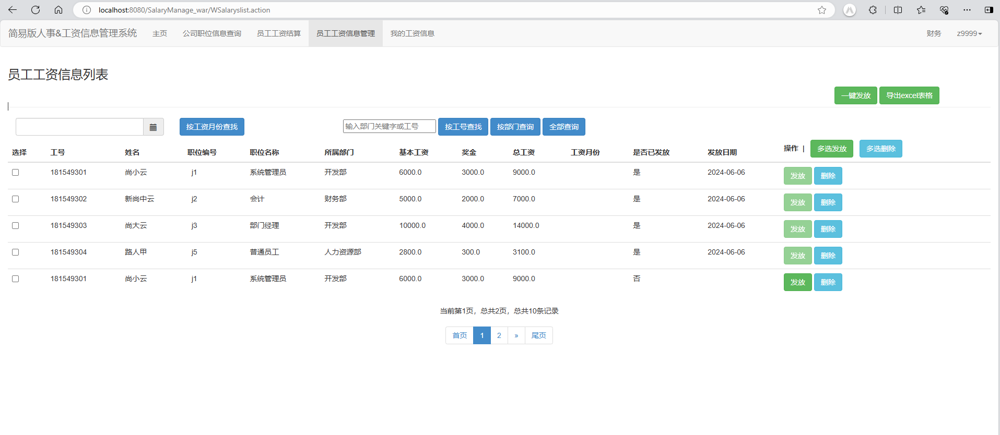 localhost:8080/SalaryManage_war/WSalaryslist.action
简易版人事&工资信息管理系统 主页 公司职位信息查询 员工工资结算 员工工资信息管理 我的工资信息 财务 z9999
员工工资信息列表
一键发放 导出excel表格
按工资月份查找 输入部门关键字或工号 按工号查找 按部门查询 全部查询
选择 工号 姓名 职位编号 职位名称 所属部门 基本工资 奖金 总工资 工资月份 是否已发放 发放日期 操作 | 多选发放 多选删除
181549301 尚小云 j1 系统管理员 开发部 6000.0 3000.0 9000.0 是 2024-06-06 发放 删除
181549302 新尚中云 j2 会计 财务部 5000.0 2000.0 7000.0 是 2024-06-06 发放 删除
181549303 尚大云 j3 部门经理 开发部 10000.0 4000.0 14000.0 是 2024-06-06 发放 删除
181549304 路人甲 j5 普通员工 人力资源部 2800.0 300.0 3100.0 是 2024-06-06 发放 删除
181549301 尚小云 j1 系统管理员 开发部 6000.0 3000.0 9000.0 否 发放 删除
当前第1页，总共2页，总共10条记录
首页 1 2 » 尾页